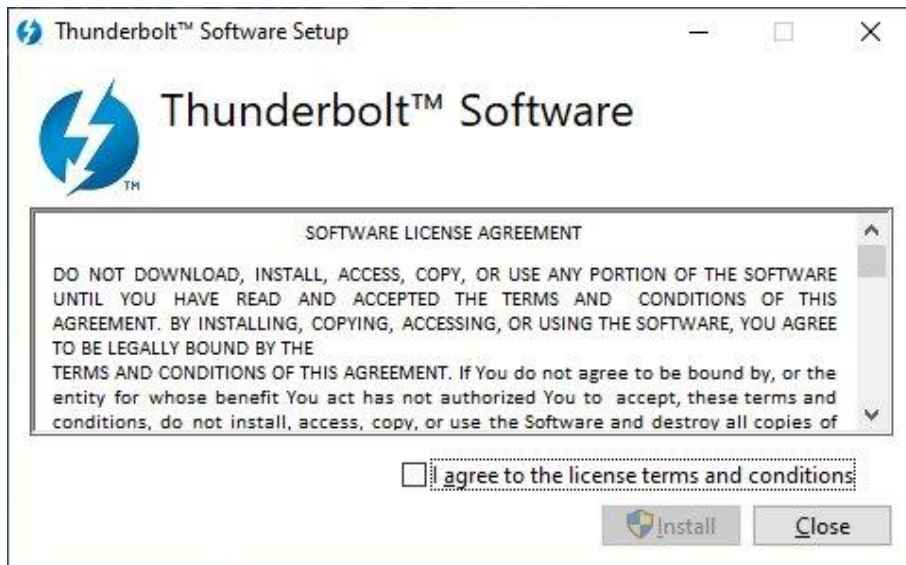 Thunderbolt™ Software Setup
Thunderbolt™ Software
TM
SOFTWARE LICENSE AGREEMENT
DO NOT DOWNLOAD, INSTALL, ACCESS, COPY, OR USE ANY PORTION OF THE SOFTWARE
UNTIL YOU HAVE READ AND ACCEPTED THE TERMS AND CONDITIONS OF THIS
AGREEMENT. BY INSTALLING, COPYING, ACCESSING, OR USING THE SOFTWARE, YOU AGREE
TO BE LEGALLY BOUND BY THE
TERMS AND CONDITIONS OF THIS AGREEMENT. If You do not agree to be bound by, or the
entity for whose benefit You act has not authorized You to accept, these terms and
conditions, do not install, access, copy, or use the Software and destroy all copies of
I agree to the license terms and conditions
Install
Close